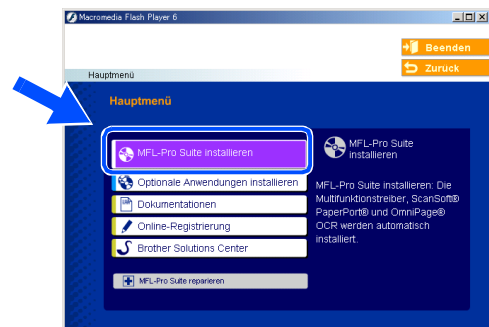 Macromedia Flash Player 6
Beenden
Zurück
Hauptmenü
Hauptmenü
MFL-Pro Suite installieren
Optionale Anwendungen installieren
Dokumentationen
Online-Registrierung
Brother Solutions Center
MFL-Pro Suite reparieren
MFL-Pro Suite
installieren
MFL-Pro Suite installieren: Die
Multifunktionstreiber, ScanSoft®
PaperPort® und OmniPage®
OCR werden automatisch
installiert.